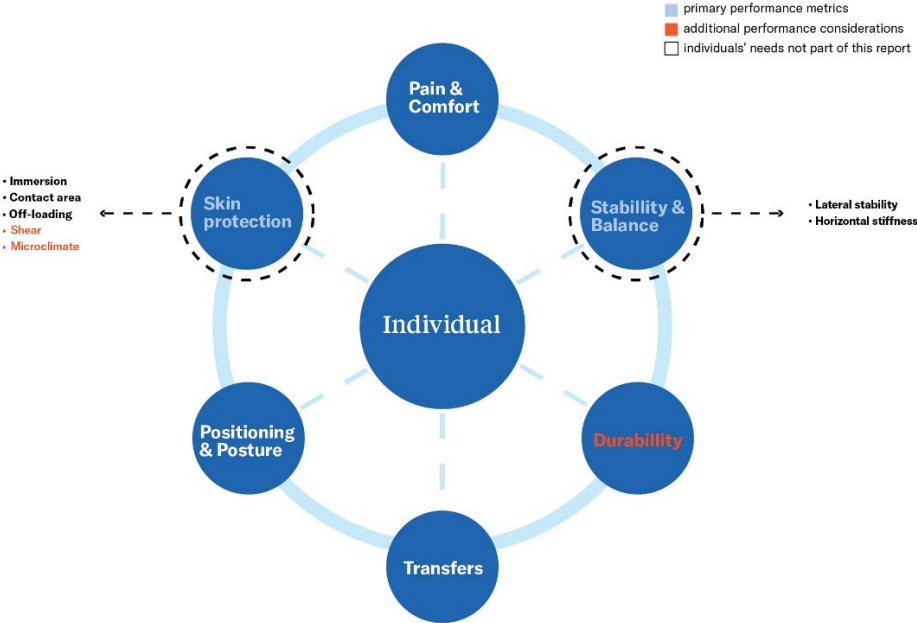 primary performance metrics
additional performance considerations
individuals' needs not part of this report
Pain &
Comfort
• Immersion
• Contact area
• Off-loading
• Shear
• Microclimate
Skin
protection
Stabillity &
Balance
• Lateral stability
• Horizontal stiffness
Individual
Positioning
& Posture
Durabillity
Transfers